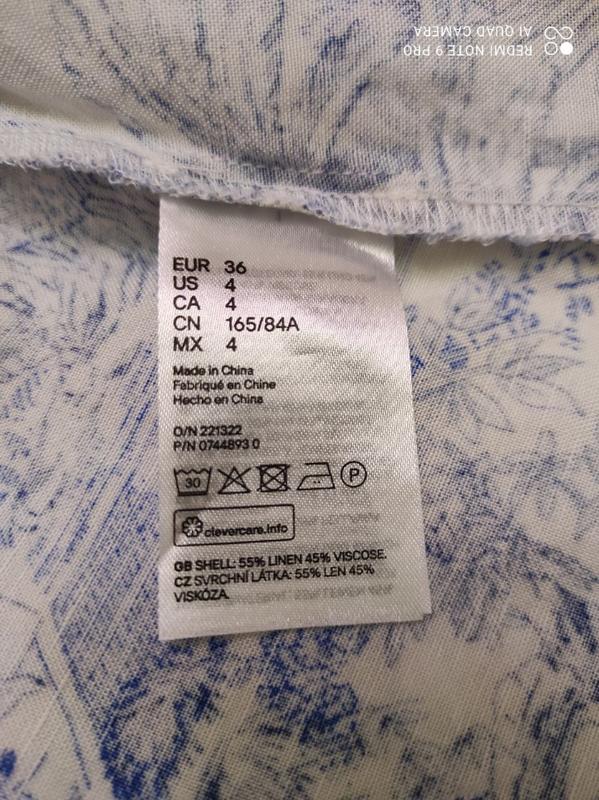 REDMI NOTE 9 PRO
AI QUAD CAMERA
EUR 36
US 4
CA 4
CN 165/84A
MX 4
Made in China
Fabriqué en Chine
Hecho en China
O/N 221322
P/N 0744893 0
30 P
clevercare.info
GB SHELL: 55% LINEN 45% VISCOSE.
CZ SVRCHNÍ LÁTKA: 55% LEN 45%
VISKÓZA.